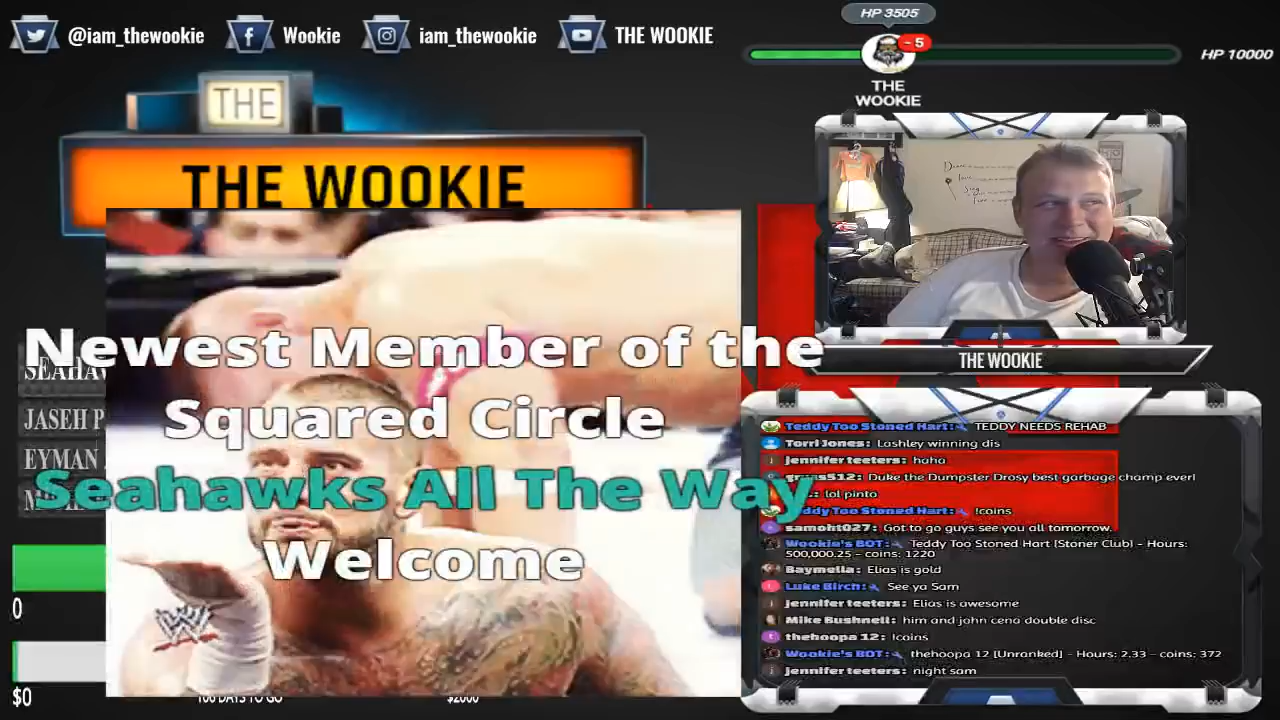 @iam_thewookie
Wookie
iam_thewookie
THE WOOKIE
HP 3505
-5
HP 10000
THE
WOOKIE
THE
THE WOOKIE
Newest Member of the
Squared Circle
Seahawks All The Way
Welcome
JASEH P
EYMAN
0
$0
106 DAYS TO GO
$2000
THE WOOKIE
Teddy Too Stoned Hart: TEDDY NEEDS REHAB
Torri Jones: Lashley winning dis
jennifer teeters: haha
Duke the Dumpster Drosy best garbage champ ever!
lol pinto
Teddy Too Stoned Hart: !coins
samoht027: Got to go guys see you all tomorrow.
Wookie's BOT: Teddy Too Stoned Hart [Stoner Club] - Hours:
500,000.25 - coins: 1220
Baymella: Elias is gold
Luke Birch: See ya Sam
jennifer teeters: Elias is awesome
Mike Bushnell: him and john cena double disc
thehoopa 12: !coins
Wookie's BOT: thehoopa 12 [Unranked] - Hours: 2.33 - coins: 372
jennifer teeters: night sam